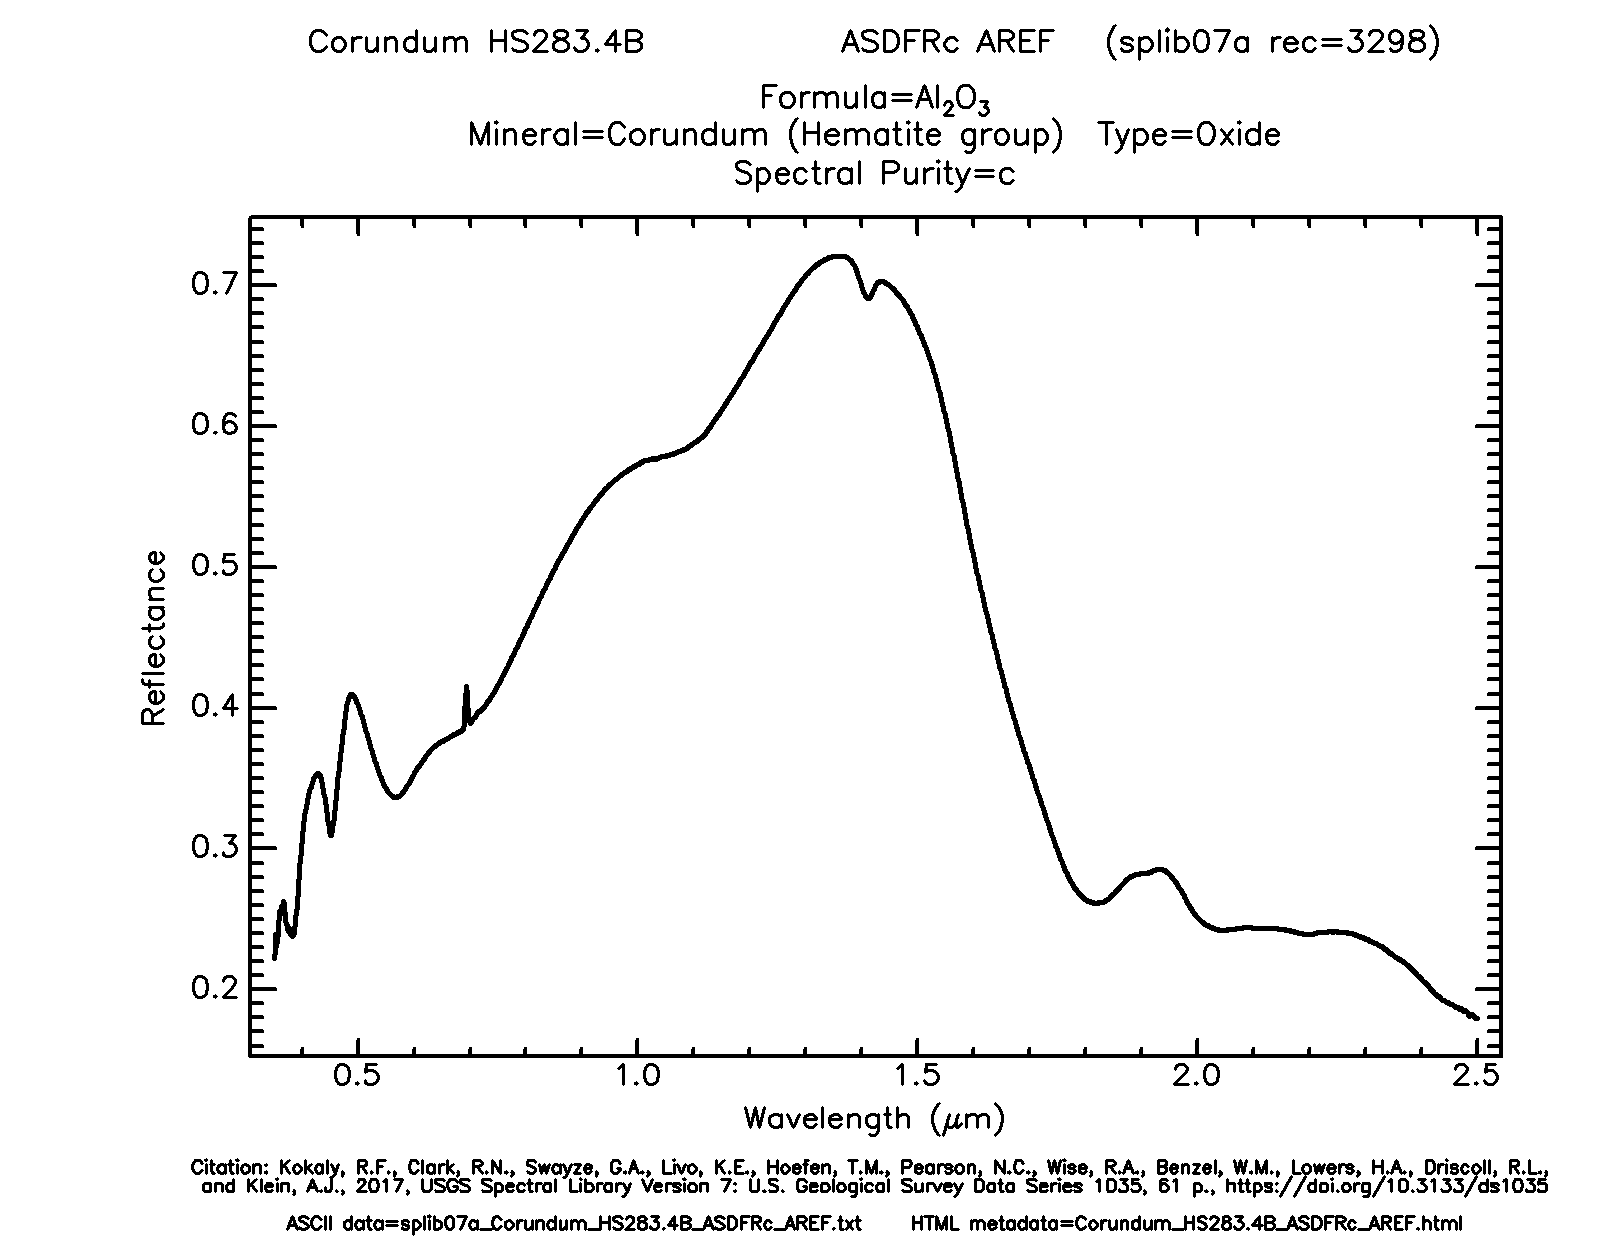 Corundum HS283.4B ASDFRc AREF (splib07a rec=3298)
Formula=Al₂O₃
Mineral=Corundum (Hematite group) Type=Oxide
Spectral Purity=c
0.7
0.6
0.5
0.4
0.3
0.2
Reflectance
0.5 1.0 1.5 2.0 2.5
Wavelength (μm)
Citation: Kokaly, R.F., Clark, R.N., Swayze, G.A., Livo, K.E., Hoefen, T.M., Pearson, N.C., Wise, R.A., Benzel, W.M., Lowers, H.A., Driscoll, R.L.,
and Klein, A.J., 2017, USGS Spectral Library Version 7: U.S. Geological Survey Data Series 1035, 61 p., https://doi.org/10.3133/ds1035
ASCII data=splib07a_Corundum_HS283.4B_ASDFRc_AREF.txt HTML metadata=Corundum_HS283.4B_ASDFRc_AREF.html